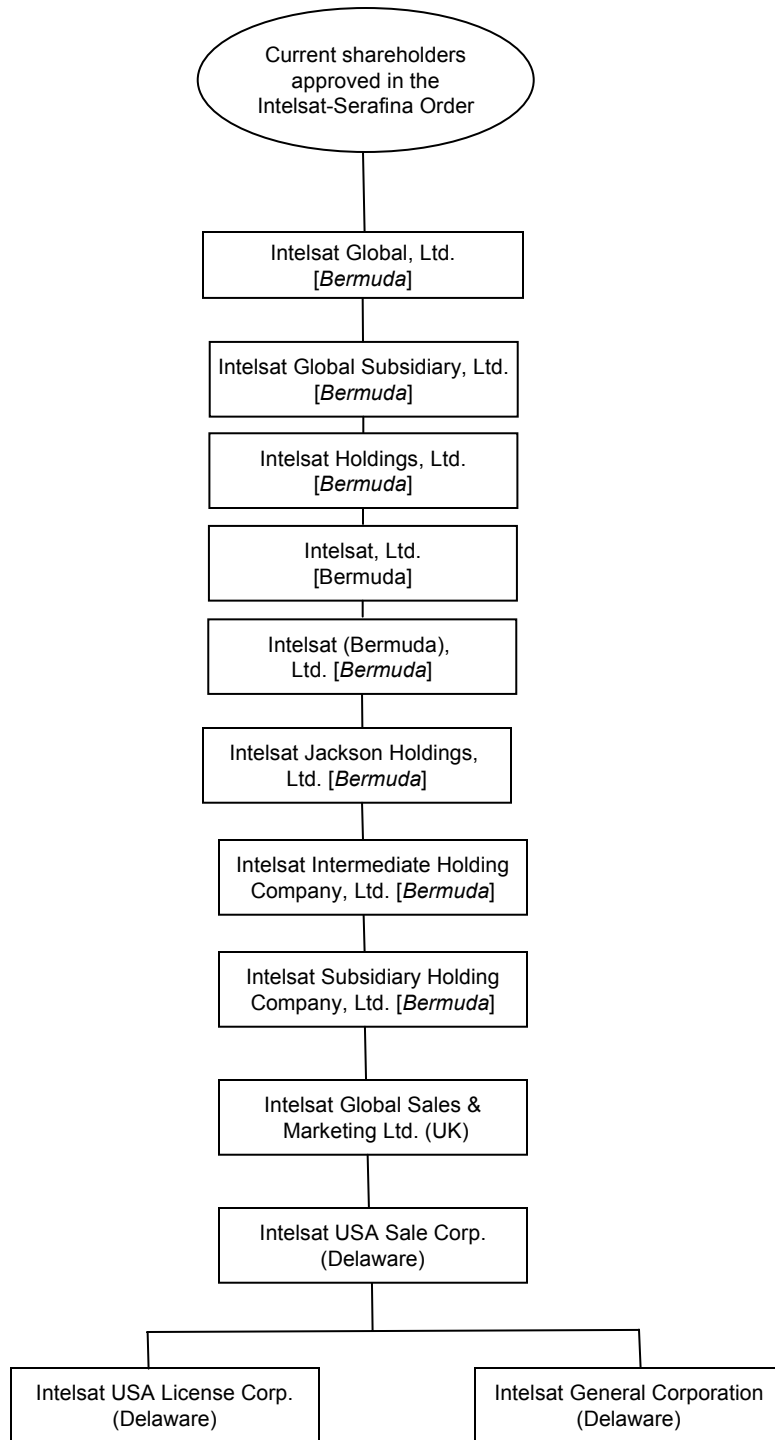 Current shareholders
approved in the
Intelsat-Serafina Order
Intelsat Global, Ltd.
[Bermuda]
Intelsat Global Subsidiary, Ltd.
[Bermuda]
Intelsat Holdings, Ltd.
[Bermuda]
Intelsat, Ltd.
[Bermuda]
Intelsat (Bermuda),
Ltd. [Bermuda]
Intelsat Jackson Holdings,
Ltd. [Bermuda]
Intelsat Intermediate Holding
Company, Ltd. [Bermuda]
Intelsat Subsidiary Holding
Company, Ltd. [Bermuda]
Intelsat Global Sales &
Marketing Ltd. (UK)
Intelsat USA Sale Corp.
(Delaware)
Intelsat USA License Corp.
(Delaware)
Intelsat General Corporation
(Delaware)